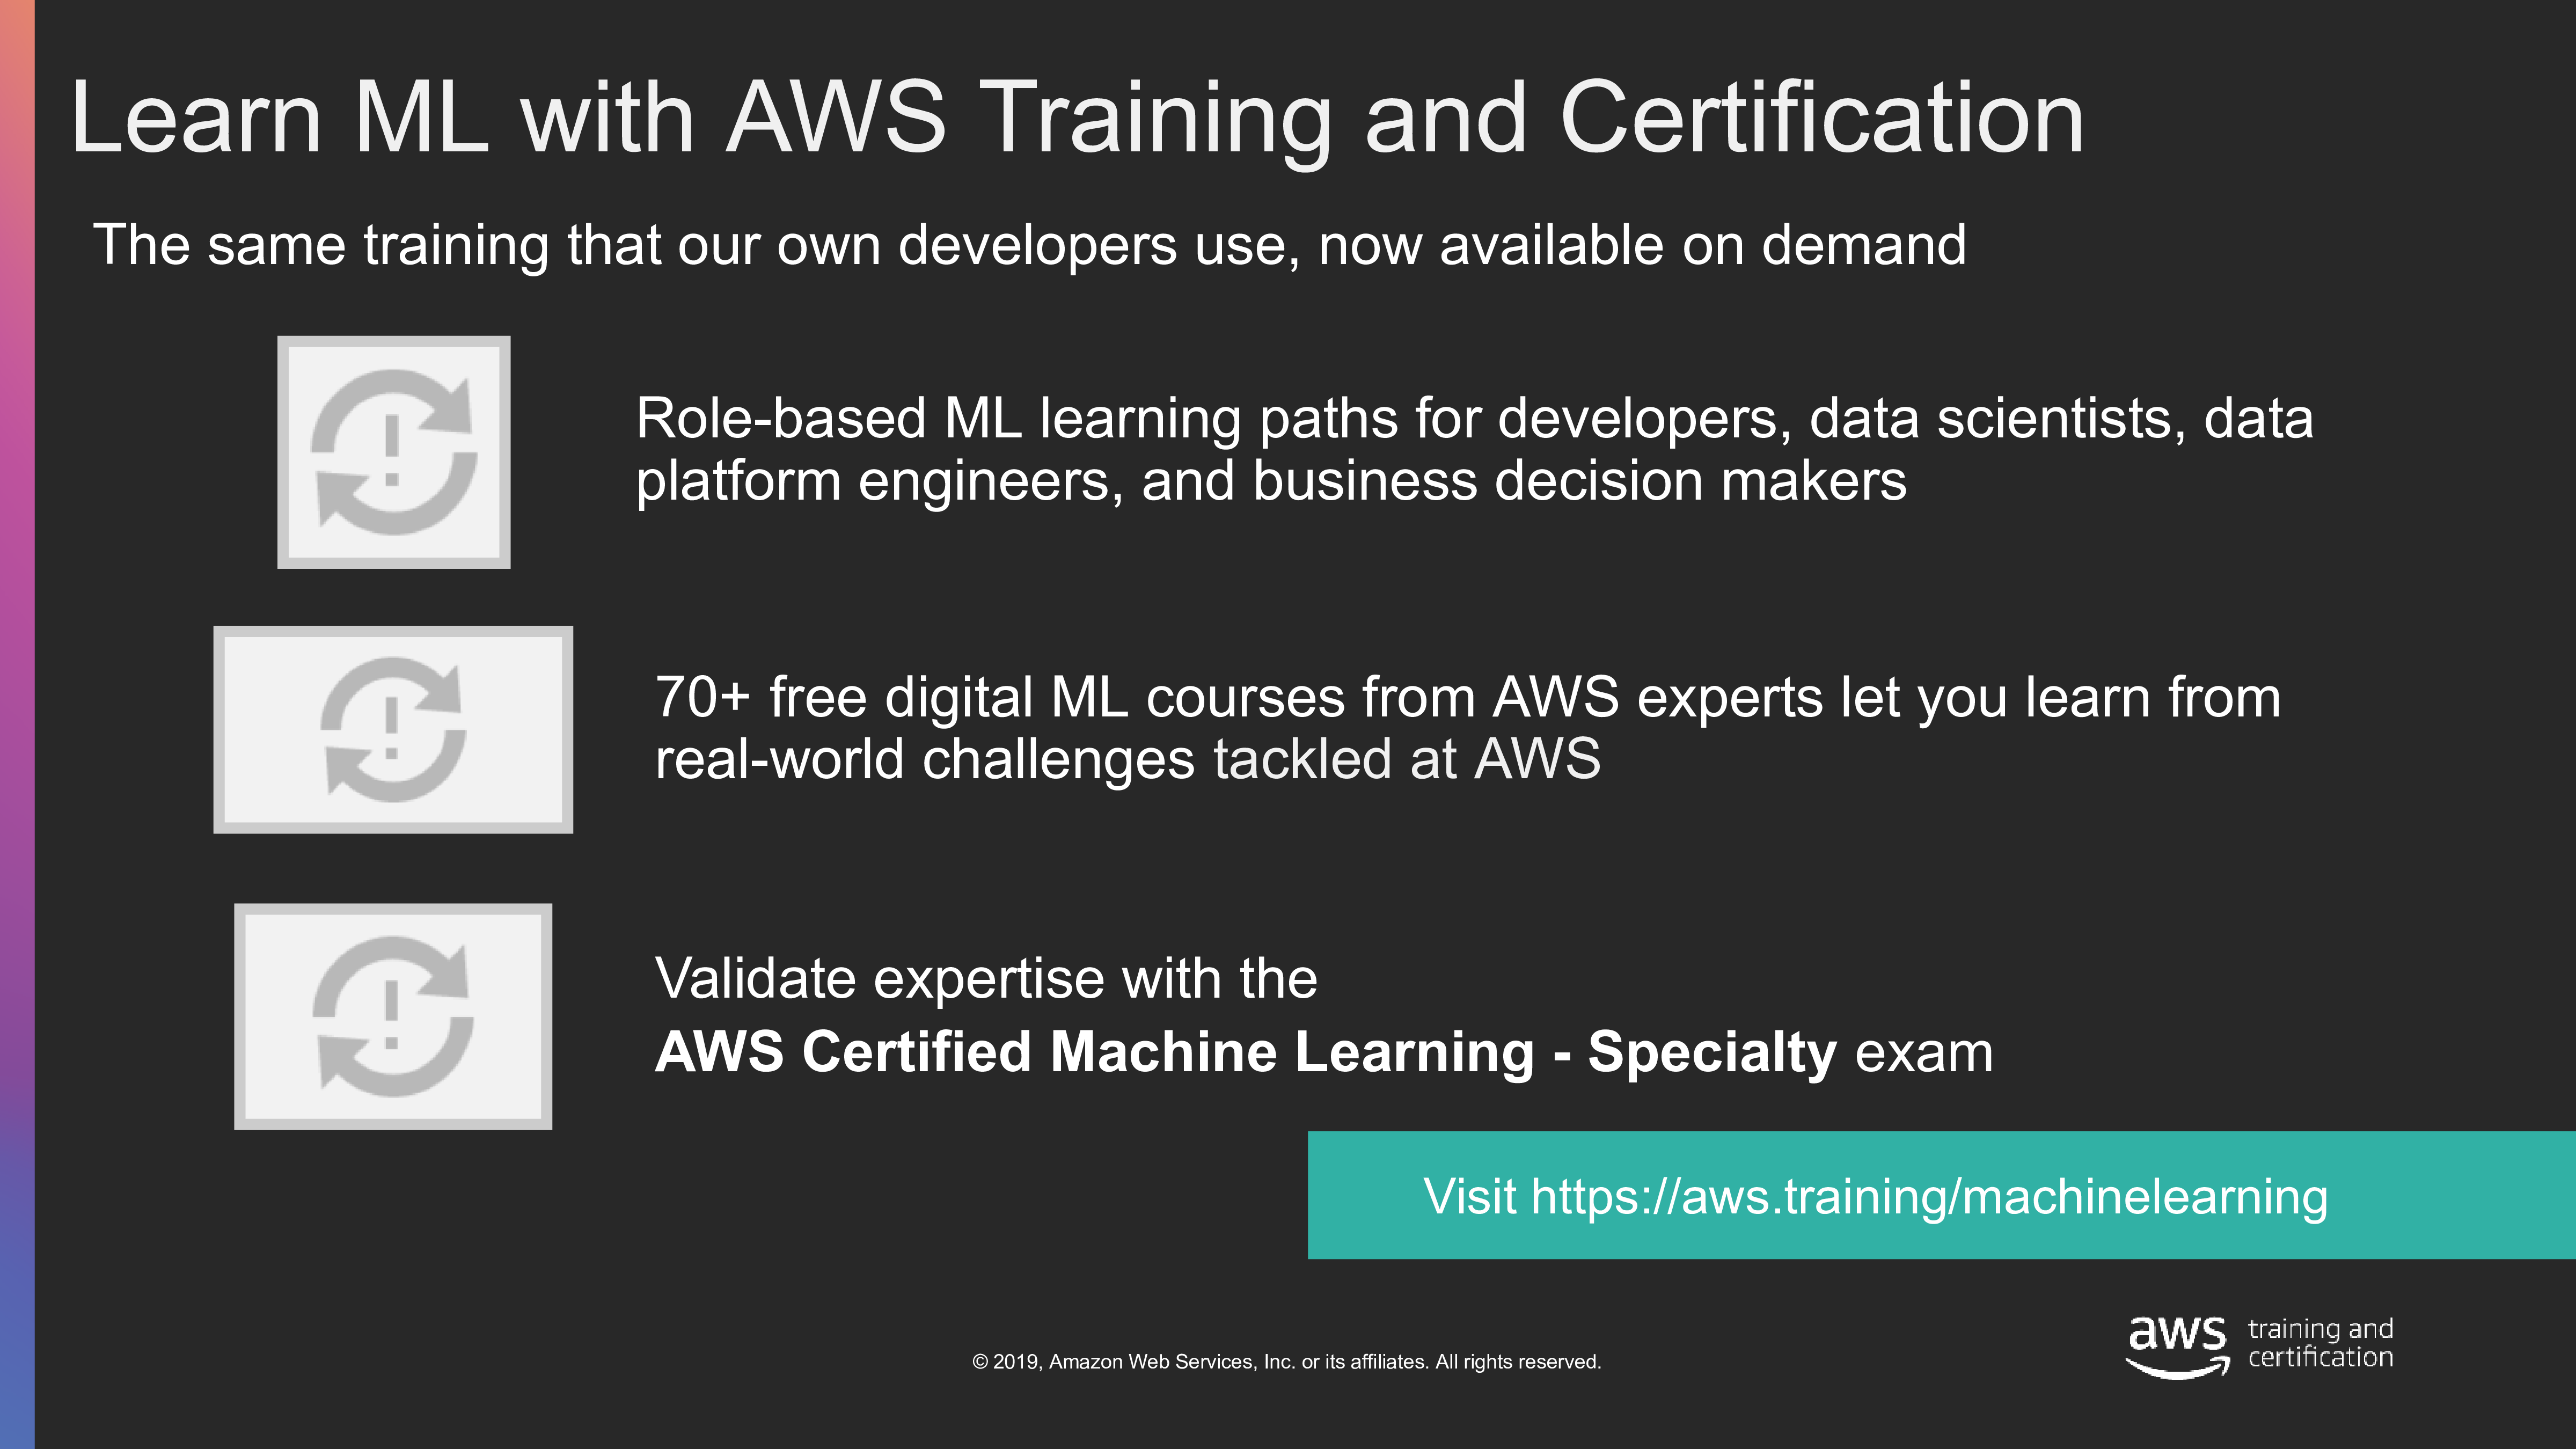 Learn ML with AWS Training and Certification
The same training that our own developers use, now available on demand
Role-based ML learning paths for developers, data scientists, data
platform engineers, and business decision makers
70+ free digital ML courses from AWS experts let you learn from
real-world challenges tackled at AWS
Validate expertise with the
AWS Certified Machine Learning - Specialty exam
Visit https://aws.training/machinelearning
© 2019, Amazon Web Services, Inc. or its affiliates. All rights reserved.
aws training and
certification